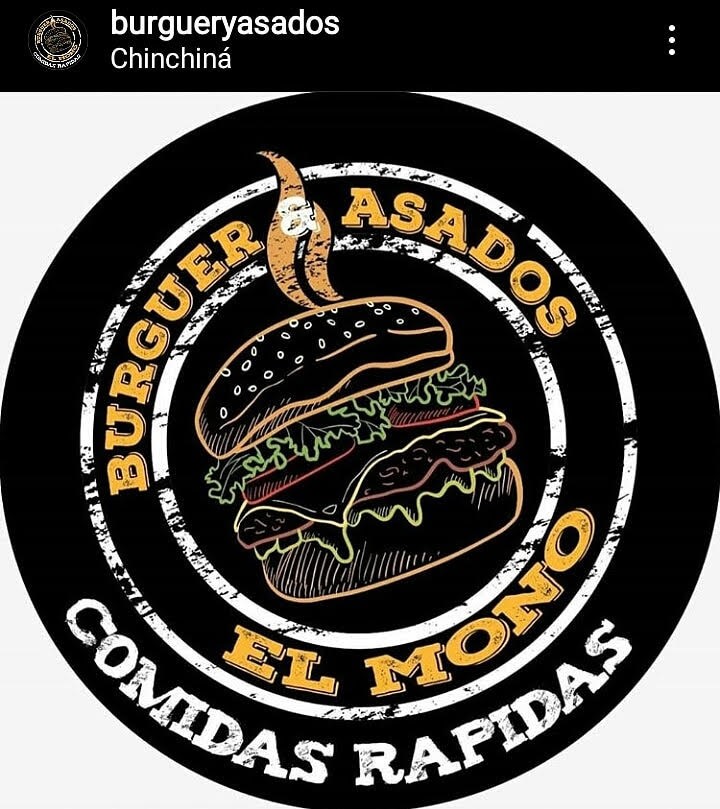 burgueryasados
Chinchiná
BURGUER & ASADOS
EL MONO
COMIDAS RAPIDAS